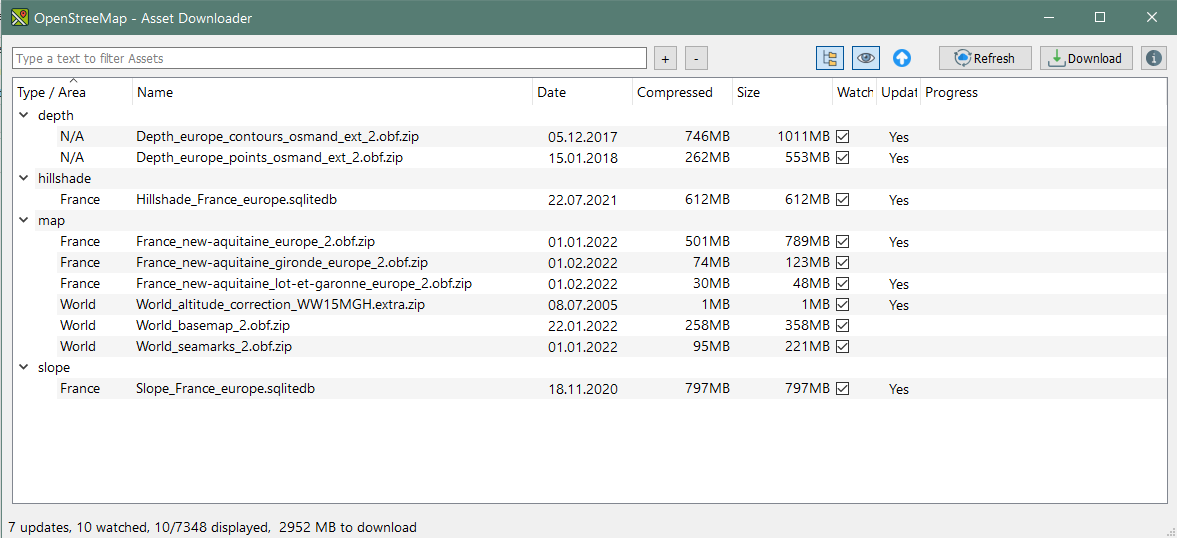 OpenStreeMap - Asset Downloader
Type a text to filter Assets + - Refresh Download
Type / Area Name Date Compressed Size Watch Updat Progress
depth
N/A Depth_europe_contours_osmand_ext_2.obf.zip 05.12.2017 746MB 1011MB Yes
N/A Depth_europe_points_osmand_ext_2.obf.zip 15.01.2018 262MB 553MB Yes
hillshade
France Hillshade_France_europe.sqlitedb 22.07.2021 612MB 612MB Yes
map
France France_new-aquitaine_europe_2.obf.zip 01.01.2022 501MB 789MB Yes
France France_new-aquitaine_gironde_europe_2.obf.zip 01.02.2022 74MB 123MB
France France_new-aquitaine_lot-et-garonne_europe_2.obf.zip 01.02.2022 30MB 48MB Yes
World World_altitude_correction_WW15MGH.extra.zip 08.07.2005 1MB 1MB Yes
World World_basemap_2.obf.zip 22.01.2022 258MB 358MB
World World_seamarks_2.obf.zip 01.01.2022 95MB 221MB
slope
France Slope_France_europe.sqlitedb 18.11.2020 797MB 797MB Yes
7 updates, 10 watched, 10/7348 displayed, 2952 MB to download